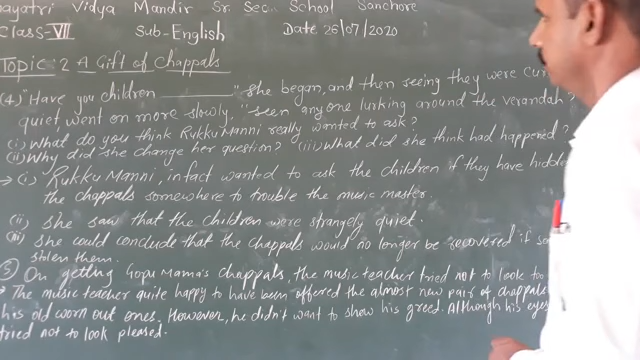 ayatri Vidya Mandir Sr. Sec. School Sanchore
Class-VII Sub-English Date 26/07/2020
Topic: 2 A Gift of Chappals
(4) "Have you children ———" She began, and then seeing they were
quiet went on more slowly. "seen any one lurking around the verandah?
(i) What do you think RukkuManni really wanted to ask?
(ii) Why did she change her question? (iii) What did she think had happened?
→ (i) Rukku Manni, infact wanted to ask the children if they have
the chappals somewhere to trouble the music master.
(ii) She saw that the children were strangely quiet.
(iii) She could conclude that the chappals would no longer be recovered if
stolen them.
(5) On getting Gopu Mama's chappals, the music teacher tried not to look to
→ The music teacher quite happy to have been offered the almost new pair of
his old worn out ones. However, he didn't want to show his greed. Although his eyes
tried not to look pleased.